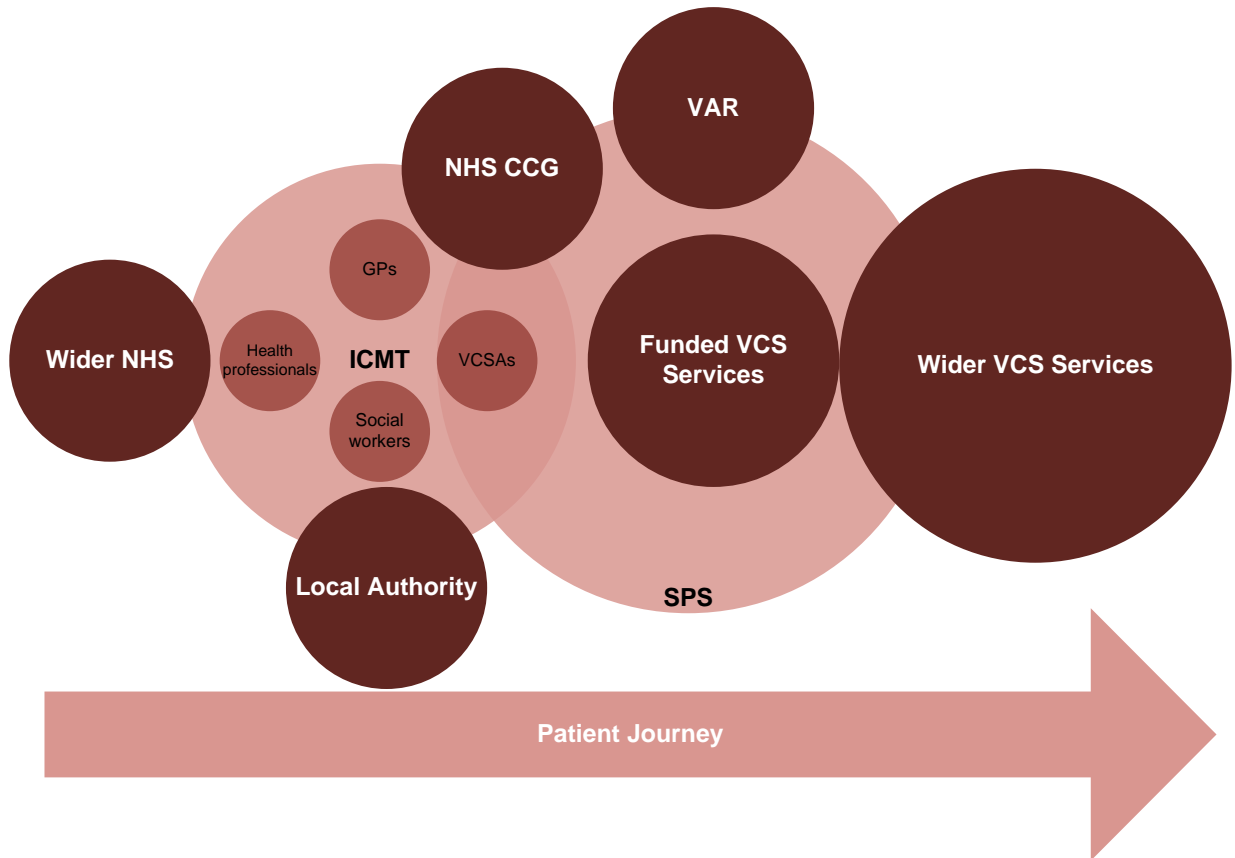 VAR
NHS CCG
GPs
Wider NHS
Health
professionals
ICMT
VCSAs
Funded VCS
Services
Wider VCS Services
Social
workers
Local Authority
SPS
Patient Journey